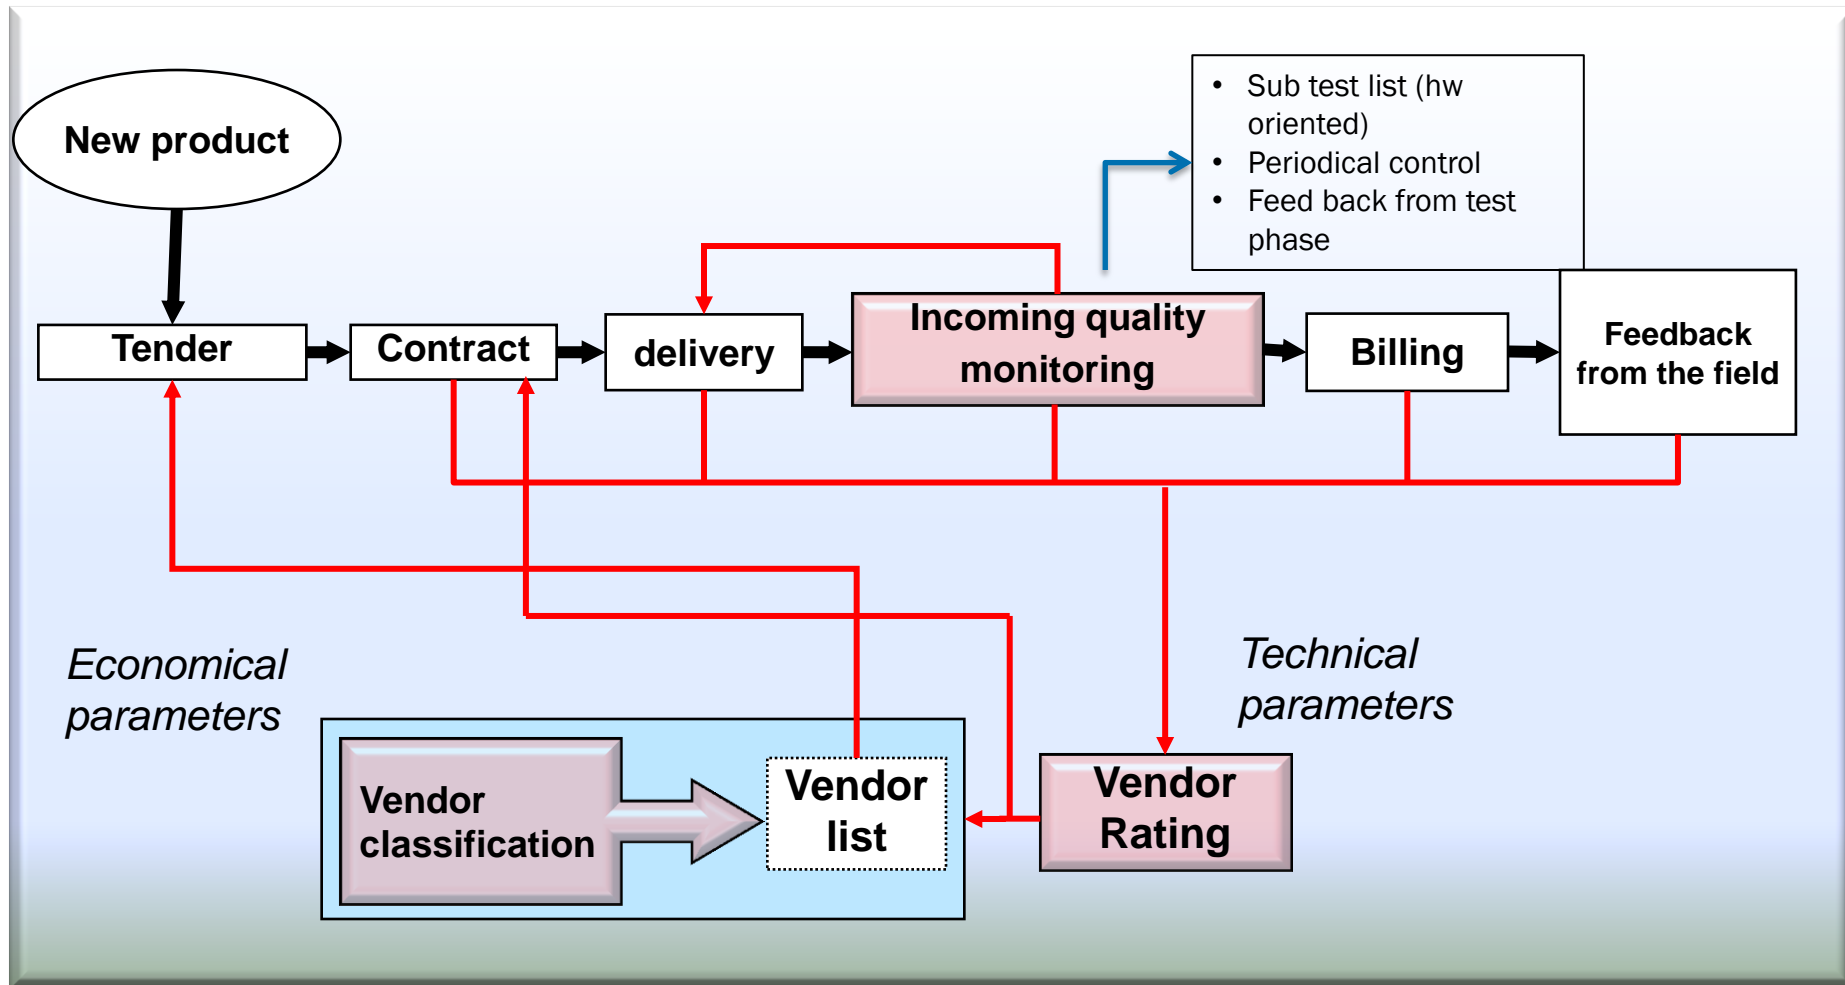 New product
• Sub test list (hw
oriented)
• Periodical control
• Feed back from test
phase
Tender
Contract
delivery
Incoming quality
monitoring
Billing
Feedback
from the field
Economical
parameters
Technical
parameters
Vendor
classification
Vendor
list
Vendor
Rating